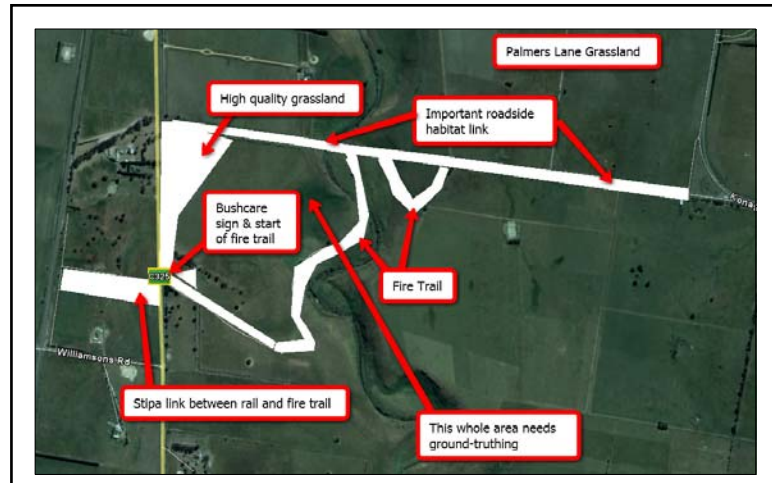 Palmers Lane Grassland
High quality grassland
Important roadside
habitat link
Bushcare
sign & start
of fire trail
C325
Fire Trail
Williamsons Rd
Stipa link between rail and fire trail
This whole area needs
ground-truthing